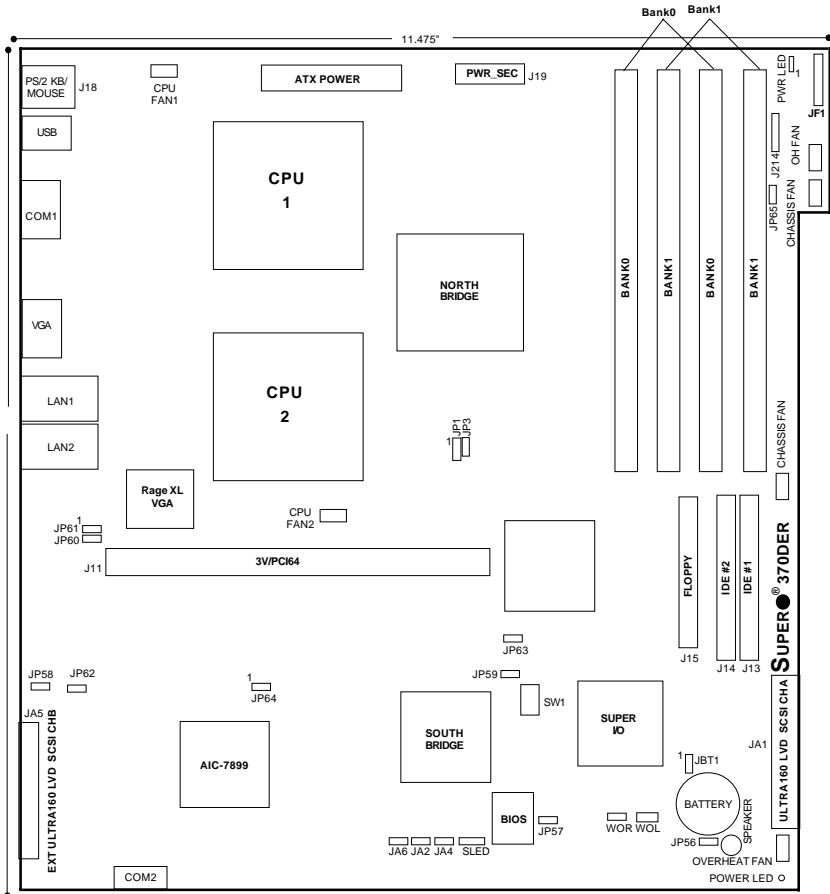 Bank0
Bank1
11.475"
PS/2 KB/
MOUSE
J18
CPU
FAN1
ATX POWER
PWR_SEC
J19
PWR LED
1
JF1
USB
J214
OH FAN
COM1
CPU
1
JP65
CHASSIS FAN
NORTH
BRIDGE
BANK0
BANK1
BANK0
BANK1
VGA
LAN1
CPU
2
LAN2
1
JP1
JP3
CHASSIS FAN
Rage XL
VGA
CPU
FAN2
1
JP61
JP60
J11
3V/PCI64
FLOPPY
IDE #2
IDE #1
SUPER® 370DER
JP63
J15
J14
J13
JP58
JP62
1
JP64
JP59
SW1
JA5
EXT ULTRA160 LVD SCSI CHB
AIC-7899
SOUTH
BRIDGE
SUPER
I/O
JA1
ULTRA160 LVD SCSI CHA
1
JBT1
BATTERY
BIOS
JP57
WOR
WOL
SPEAKER
JP56
JA6
JA2
JA4
SLED
OVERHEAT FAN
COM2
POWER LED